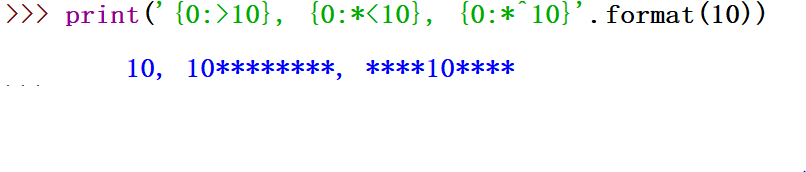 >>> print('{0:>10}, {0:*<10}, {0:*^10}'.format(10))
        10, 10********, ****10****
...